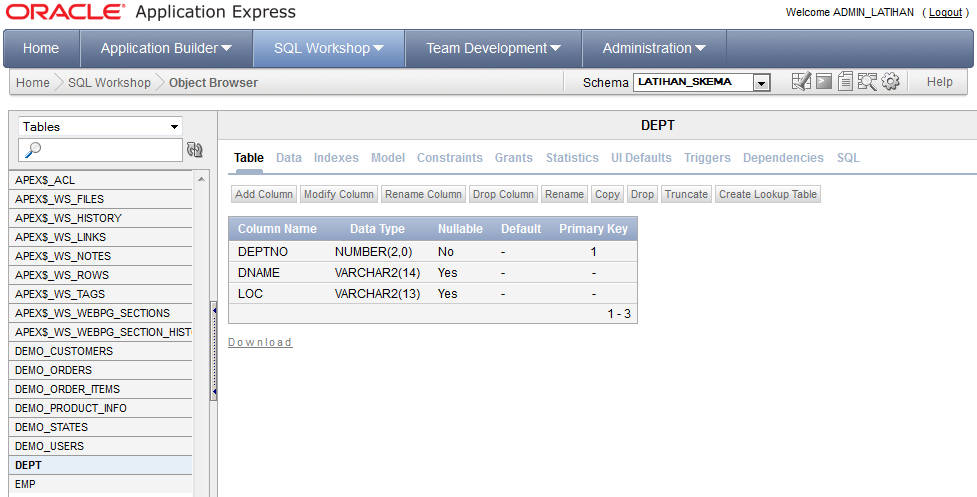 ORACLE® Application Express
Welcome ADMIN_LATIHAN ( Logout )
Home Application Builder SQL Workshop Team Development Administration
Home SQL Workshop Object Browser Schema LATIHAN_SKEMA Help
Tables
DEPT
Table Data Indexes Model Constraints Grants Statistics UI Defaults Triggers Dependencies SQL
Add Column Modify Column Rename Column Drop Column Rename Copy Drop Truncate Create Lookup Table
APEX$_ACL
APEX$_WS_FILES
APEX$_WS_HISTORY
APEX$_WS_LINKS
APEX$_WS_NOTES
APEX$_WS_ROWS
APEX$_WS_TAGS
APEX$_WS_WEBPG_SECTIONS
APEX$_WS_WEBPG_SECTION_HIST
DEMO_CUSTOMERS
DEMO_ORDERS
DEMO_ORDER_ITEMS
DEMO_PRODUCT_INFO
DEMO_STATES
DEMO_USERS
DEPT
EMP
Column Name Data Type Nullable Default Primary Key
DEPTNO NUMBER(2,0) No - 1
DNAME VARCHAR2(14) Yes - -
LOC VARCHAR2(13) Yes - -
1 - 3
Download